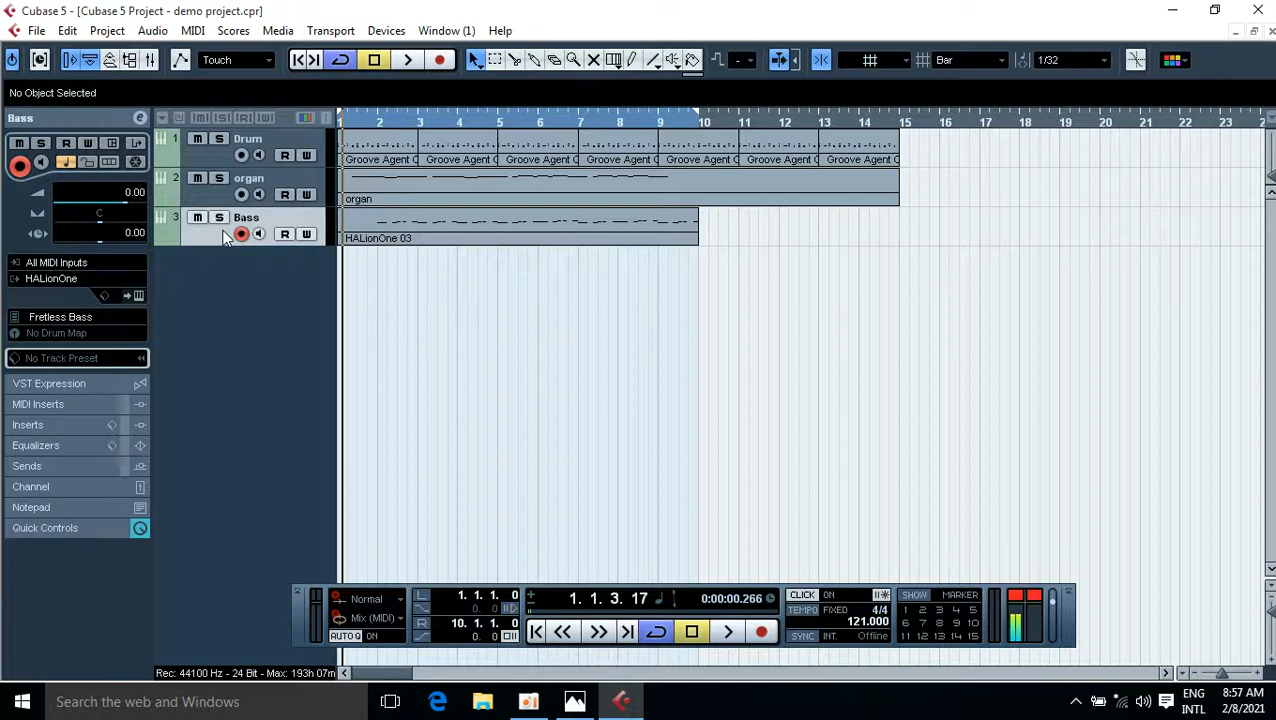 Cubase 5 - [Cubase 5 Project - demo project.cpr]
File Edit Project Audio MIDI Scores Media Transport Devices Window (1) Help
Touch Bar 1/32
No Object Selected
Bass
[M] [S] [R] [W]
2 3 4 5 6 7 8 9 10 11 12 13 14 15 16 17 18 19 20 21 22 23 2
M S R W
1 M S Drum
R W
Groove Agent C Groove Agent C Groove Agent C Groove Agent C Groove Agent C Groove Agent C Groove Agent C
0.00
C
0.00
2 M S organ
R W
organ
3 M S Bass
R W
HALionOne 03
All MIDI Inputs
HALionOne
Fretless Bass
No Drum Map
No Track Preset
VST Expression
MIDI Inserts
Inserts
Equalizers
Sends
Channel
Notepad
Quick Controls
Normal
Mix (MIDI)
AUTO Q ON
L 1. 1. 1. 0
0. 0
R 10. 1. 1. 0
0. 0
1. 1. 3. 17 0:00:00.266
CLICK ON
TEMPO FIXED 4/4
121.000
SYNC INT. Offline
SHOW MARKER
1 2 3 4 5
6 7 8 9 10
11 12 13 14 15
Rec: 44100 Hz - 24 Bit - Max: 193h 07m
Search the web and Windows
ENG
INTL
8:57 AM
2/8/2021